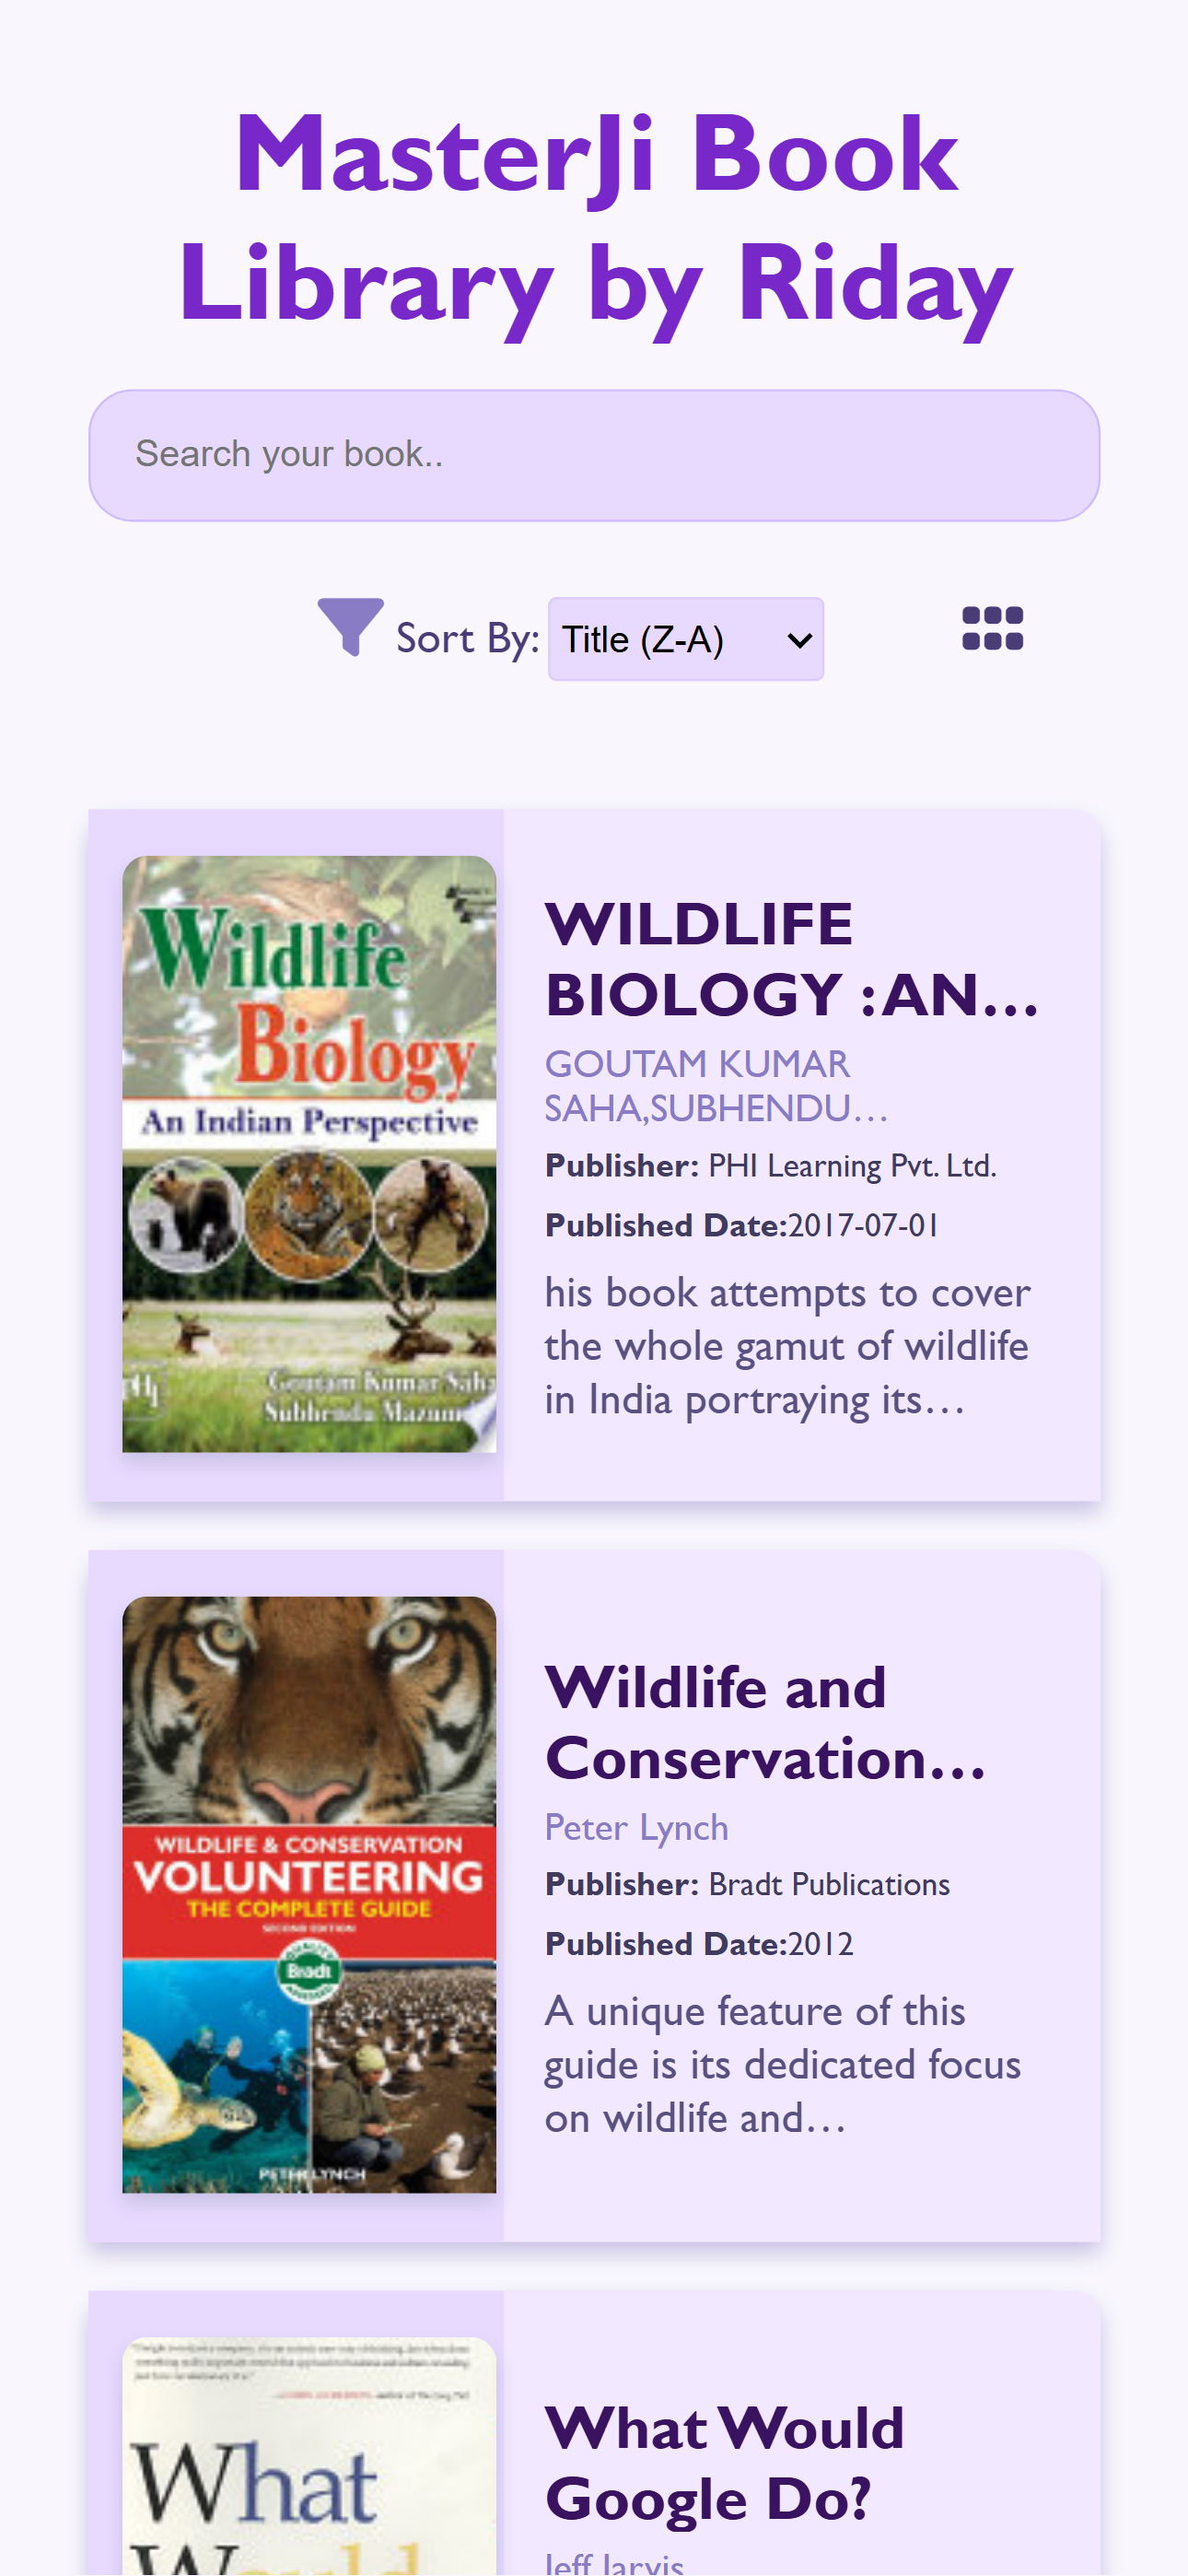 MasterJi Book
Library by Riday
Search your book..
Sort By: Title (Z-A)
Wildlife
Biology
An Indian Perspective
Goutam Kumar Saha
Subhendu
WILDLIFE
BIOLOGY :AN...
GOUTAM KUMAR
SAHA,SUBHENDU...
Publisher: PHI Learning Pvt. Ltd.
Published Date:2017-07-01
his book attempts to cover
the whole gamut of wildlife
in India portraying its...
WILDLIFE & CONSERVATION
VOLUNTEERING
THE COMPLETE GUIDE
SECOND EDITION
Bradt
PETER LYNCH
Wildlife and
Conservation...
Peter Lynch
Publisher: Bradt Publications
Published Date:2012
A unique feature of this
guide is its dedicated focus
on wildlife and...
What
Would
What Would
Google Do?
Jeff Jarvis